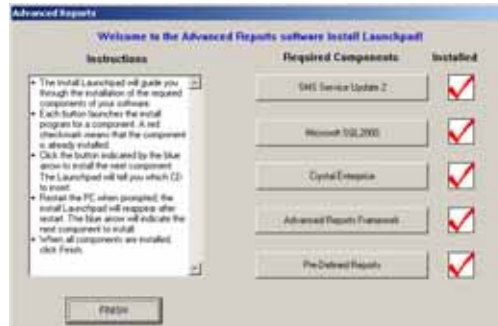 Advanced Reports
Welcome to the Advanced Reports software Install Launchpad!
Instructions
Required Components
Installed
• The Install Launchpad will guide you
through the installation of the required
components of your software.
• Each button launches the install
program for a component. A red
checkmark means that the component
is already installed.
• Click the button indicated by the blue
arrow to install the next component.
The Launchpad will tell you which CD
to insert.
• Restart the PC when prompted; the
install Launchpad will reappear after
restart. The blue arrow will indicate the
next component to install.
• When all components are installed,
click Finish.
SMS Service Update 2
Microsoft SQL2000
Crystal Enterprise
Advanced Reports Framework
Pre-Defined Reports
FINISH